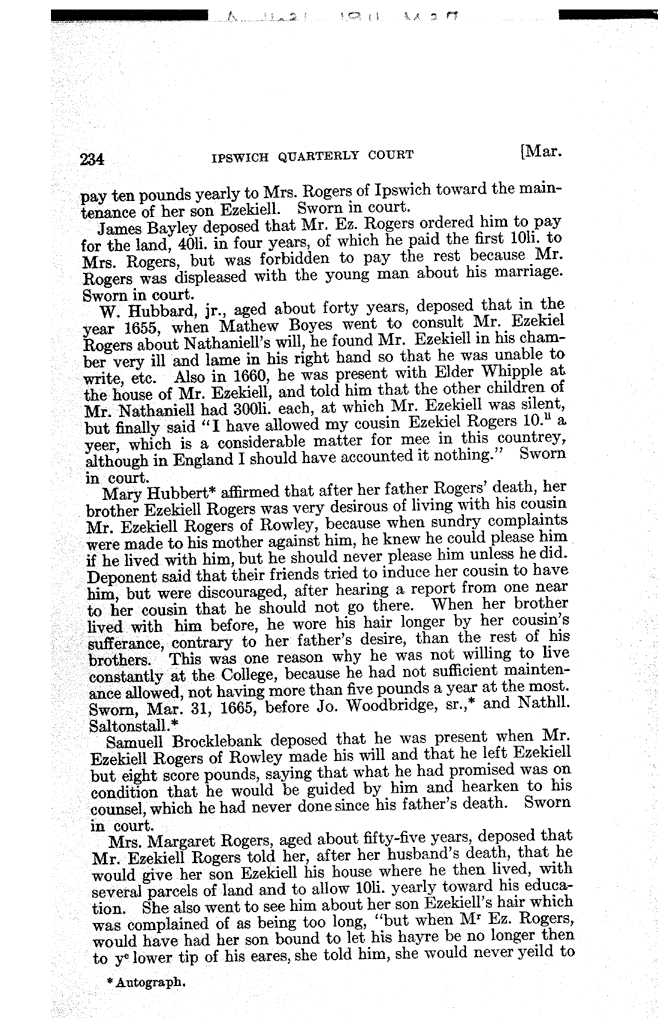 234 IPSWICH QUARTERLY COURT [Mar.
pay ten pounds yearly to Mrs. Rogers of Ipswich toward the main-
tenance of her son Ezekiell. Sworn in court.
James Bayley deposed that Mr. Ez. Rogers ordered him to pay
for the land, 40li. in four years, of which he paid the first 10li. to
Mrs. Rogers, but was forbidden to pay the rest because Mr.
Rogers was displeased with the young man about his marriage.
Sworn in court.
W. Hubbard, jr., aged about forty years, deposed that in the
year 1655, when Mathew Boyes went to consult Mr. Ezekiel
Rogers about Nathaniell's will, he found Mr. Ezekiell in his cham-
ber very ill and lame in his right hand so that he was unable to
write, etc. Also in 1660, he was present with Elder Whipple at
the house of Mr. Ezekiell, and told him that the other children of
Mr. Nathaniell had 300li. each, at which Mr. Ezekiell was silent,
but finally said "I have allowed my cousin Ezekiel Rogers 10.ˡⁱ a
yeer, which is a considerable matter for mee in this countrey,
although in England I should have accounted it nothing." Sworn
in court.
Mary Hubbert* affirmed that after her father Rogers' death, her
brother Ezekiell Rogers was very desirous of living with his cousin
Mr. Ezekiell Rogers of Rowley, because when sundry complaints
were made to his mother against him, he knew he could please him
if he lived with him, but he should never please him unless he did.
Deponent said that their friends tried to induce her cousin to have
him, but were discouraged, after hearing a report from one near
to her cousin that he should not go there. When her brother
lived with him before, he wore his hair longer by her cousin's
sufferance, contrary to her father's desire, than the rest of his
brothers. This was one reason why he was not willing to live
constantly at the College, because he had not sufficient mainten-
ance allowed, not having more than five pounds a year at the most.
Sworn, Mar. 31, 1665, before Jo. Woodbridge, sr.,* and Nathll.
Saltonstall.*
Samuell Brocklebank deposed that he was present when Mr.
Ezekiell Rogers of Rowley made his will and that he left Ezekiell
but eight score pounds, saying that what he had promised was on
condition that he would be guided by him and hearken to his
counsel, which he had never done since his father's death. Sworn
in court.
Mrs. Margaret Rogers, aged about fifty-five years, deposed that
Mr. Ezekiell Rogers told her, after her husband's death, that he
would give her son Ezekiell his house where he then lived, with
several parcels of land and to allow 10li. yearly toward his educa-
tion. She also went to see him about her son Ezekiell's hair which
was complained of as being too long, "but when Mʳ Ez. Rogers,
would have had her son bound to let his hayre be no longer then
to yᵉ lower tip of his eares, she told him, she would never yeild to
*Autograph.